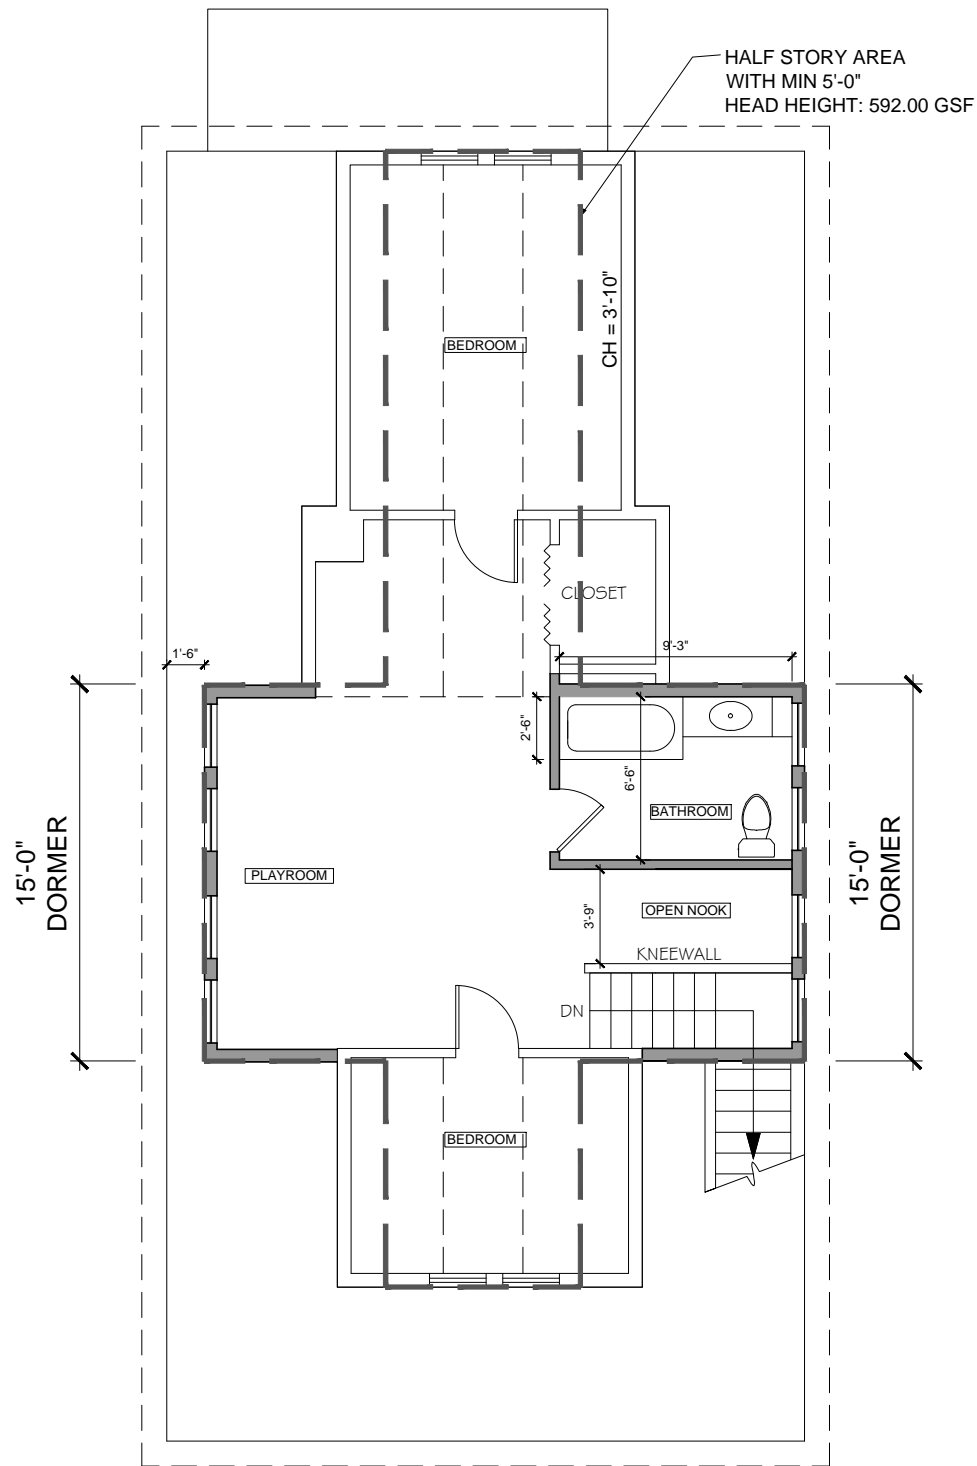 HALF STORY AREA
WITH MIN 5'-0"
HEAD HEIGHT: 592.00 GSF
CH = 3'-10"
BEDROOM
CLOSET
1'-6"
9'-3"
2'-6"
6'-6"
BATHROOM
15'-0"
DORMER
15'-0"
DORMER
PLAYROOM
OPEN NOOK
3'-9"
KNEEWALL
DN
BEDROOM